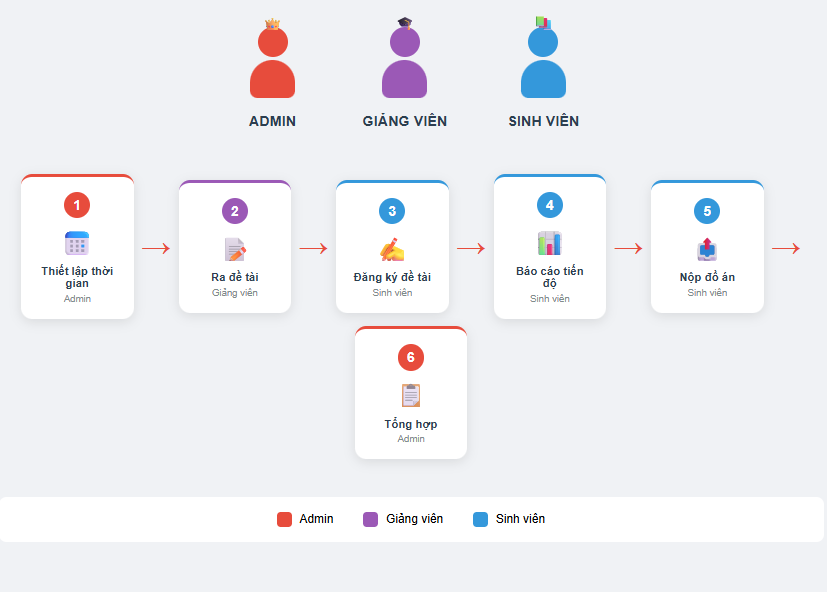 ADMIN
GIẢNG VIÊN
SINH VIÊN
1
Thiết lập thời
gian
Admin
2
Ra đề tài
Giảng viên
3
Đăng ký đề tài
Sinh viên
4
Báo cáo tiến
độ
Sinh viên
5
Nộp đồ án
Sinh viên
6
Tổng hợp
Admin
Admin
Giảng viên
Sinh viên